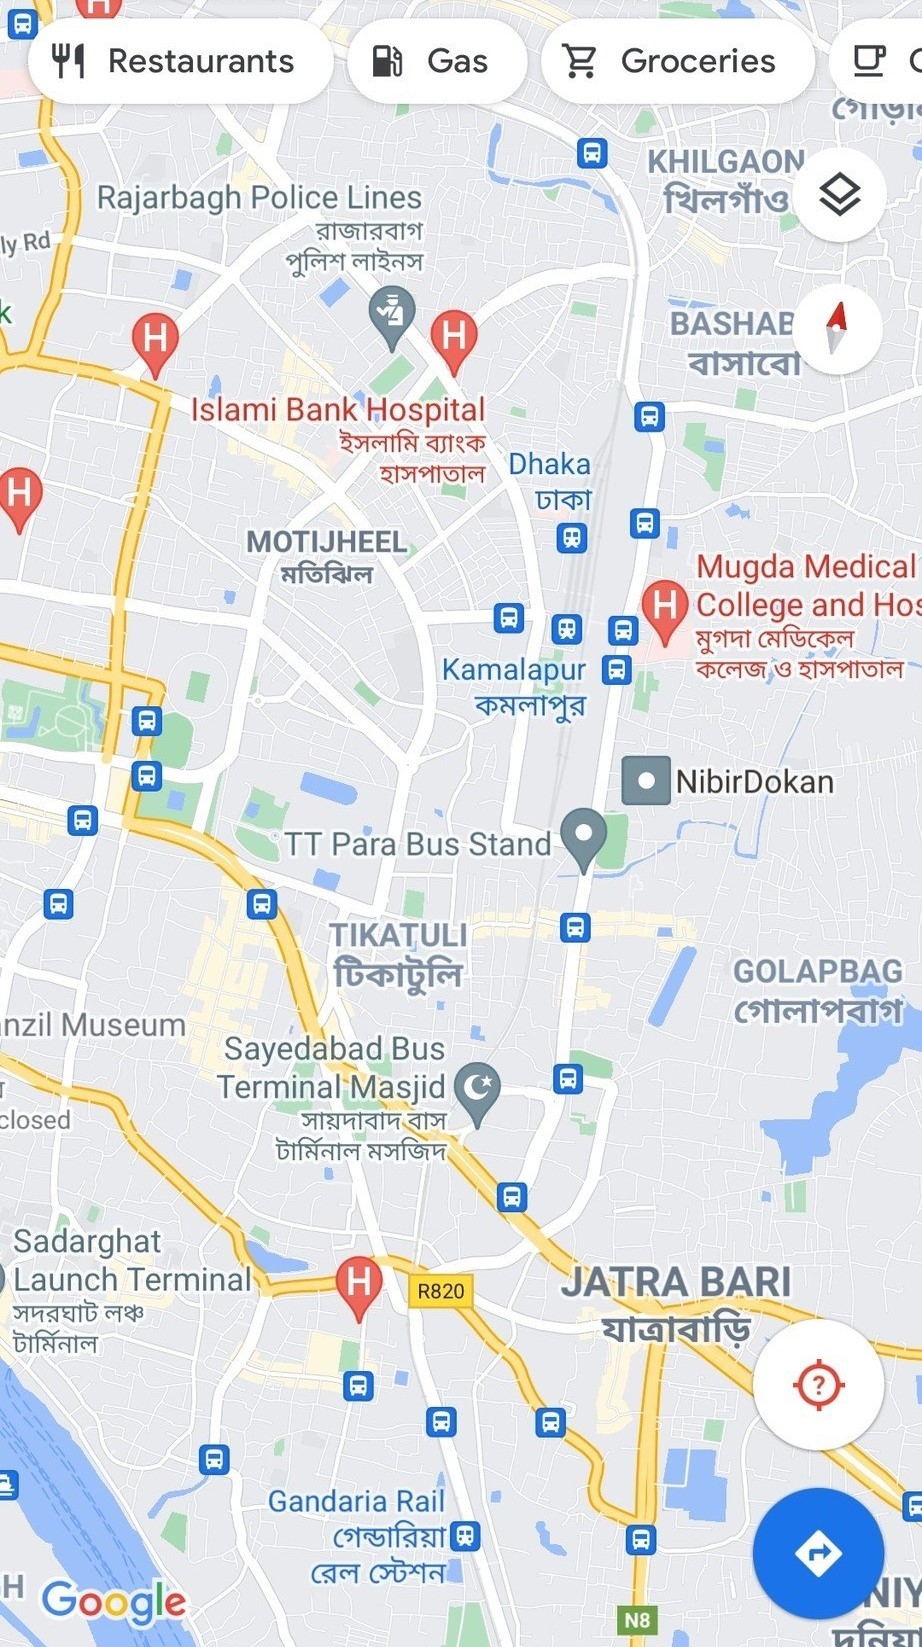 Restaurants
Gas
Groceries
KHILGAON
খিলগাঁও
Rajarbagh Police Lines
রাজারবাগ
পুলিশ লাইনস
ly Rd
k
BASHAB
বাসাবো
Islami Bank Hospital
ইসলামি ব্যাংক
হাসপাতাল
Dhaka
ঢাকা
MOTIJHEEL
মতিঝিল
Mugda Medical
College and Hos
মুগদা মেডিকেল
কলেজ ও হাসপাতাল
Kamalapur
কমলাপুর
NibirDokan
TT Para Bus Stand
TIKATULI
টিকাটুলি
GOLAPBAG
গোলাপবাগ
anzil Museum
closed
Sayedabad Bus
Terminal Masjid
সায়দাবাদ বাস
টার্মিনাল মসজিদ
Sadarghat
Launch Terminal
সদরঘাট লঞ্চ
টার্মিনাল
R820
JATRA BARI
যাত্রাবাড়ি
Gandaria Rail
গেন্ডারিয়া
রেল স্টেশন
Google
N8